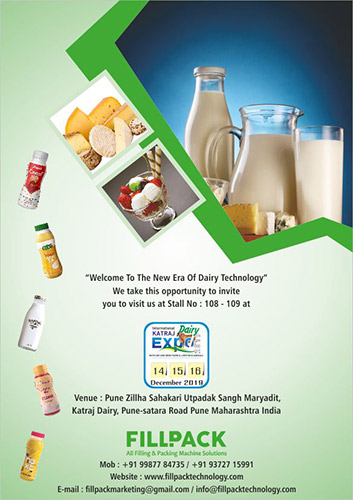 "Welcome To The New Era Of Dairy Technology"
We take this opportunity to invite
you to visit us at Stall No : 108 - 109 at
International
KATRAJ Dairy
EXPO
14 15 16
December 2019
Venue : Pune Zillha Sahakari Utpadak Sangh Maryadit,
Katraj Dairy, Pune-satara Road Pune Maharashtra India
FILLPACK
All Filling & Packing Machine Solutions
Mob : +91 99877 84735 / +91 93727 15991
Website : www.fillpacktechnology.com
E-mail : fillpackmarketing@gmail.com / info@fillpacktechnology.com